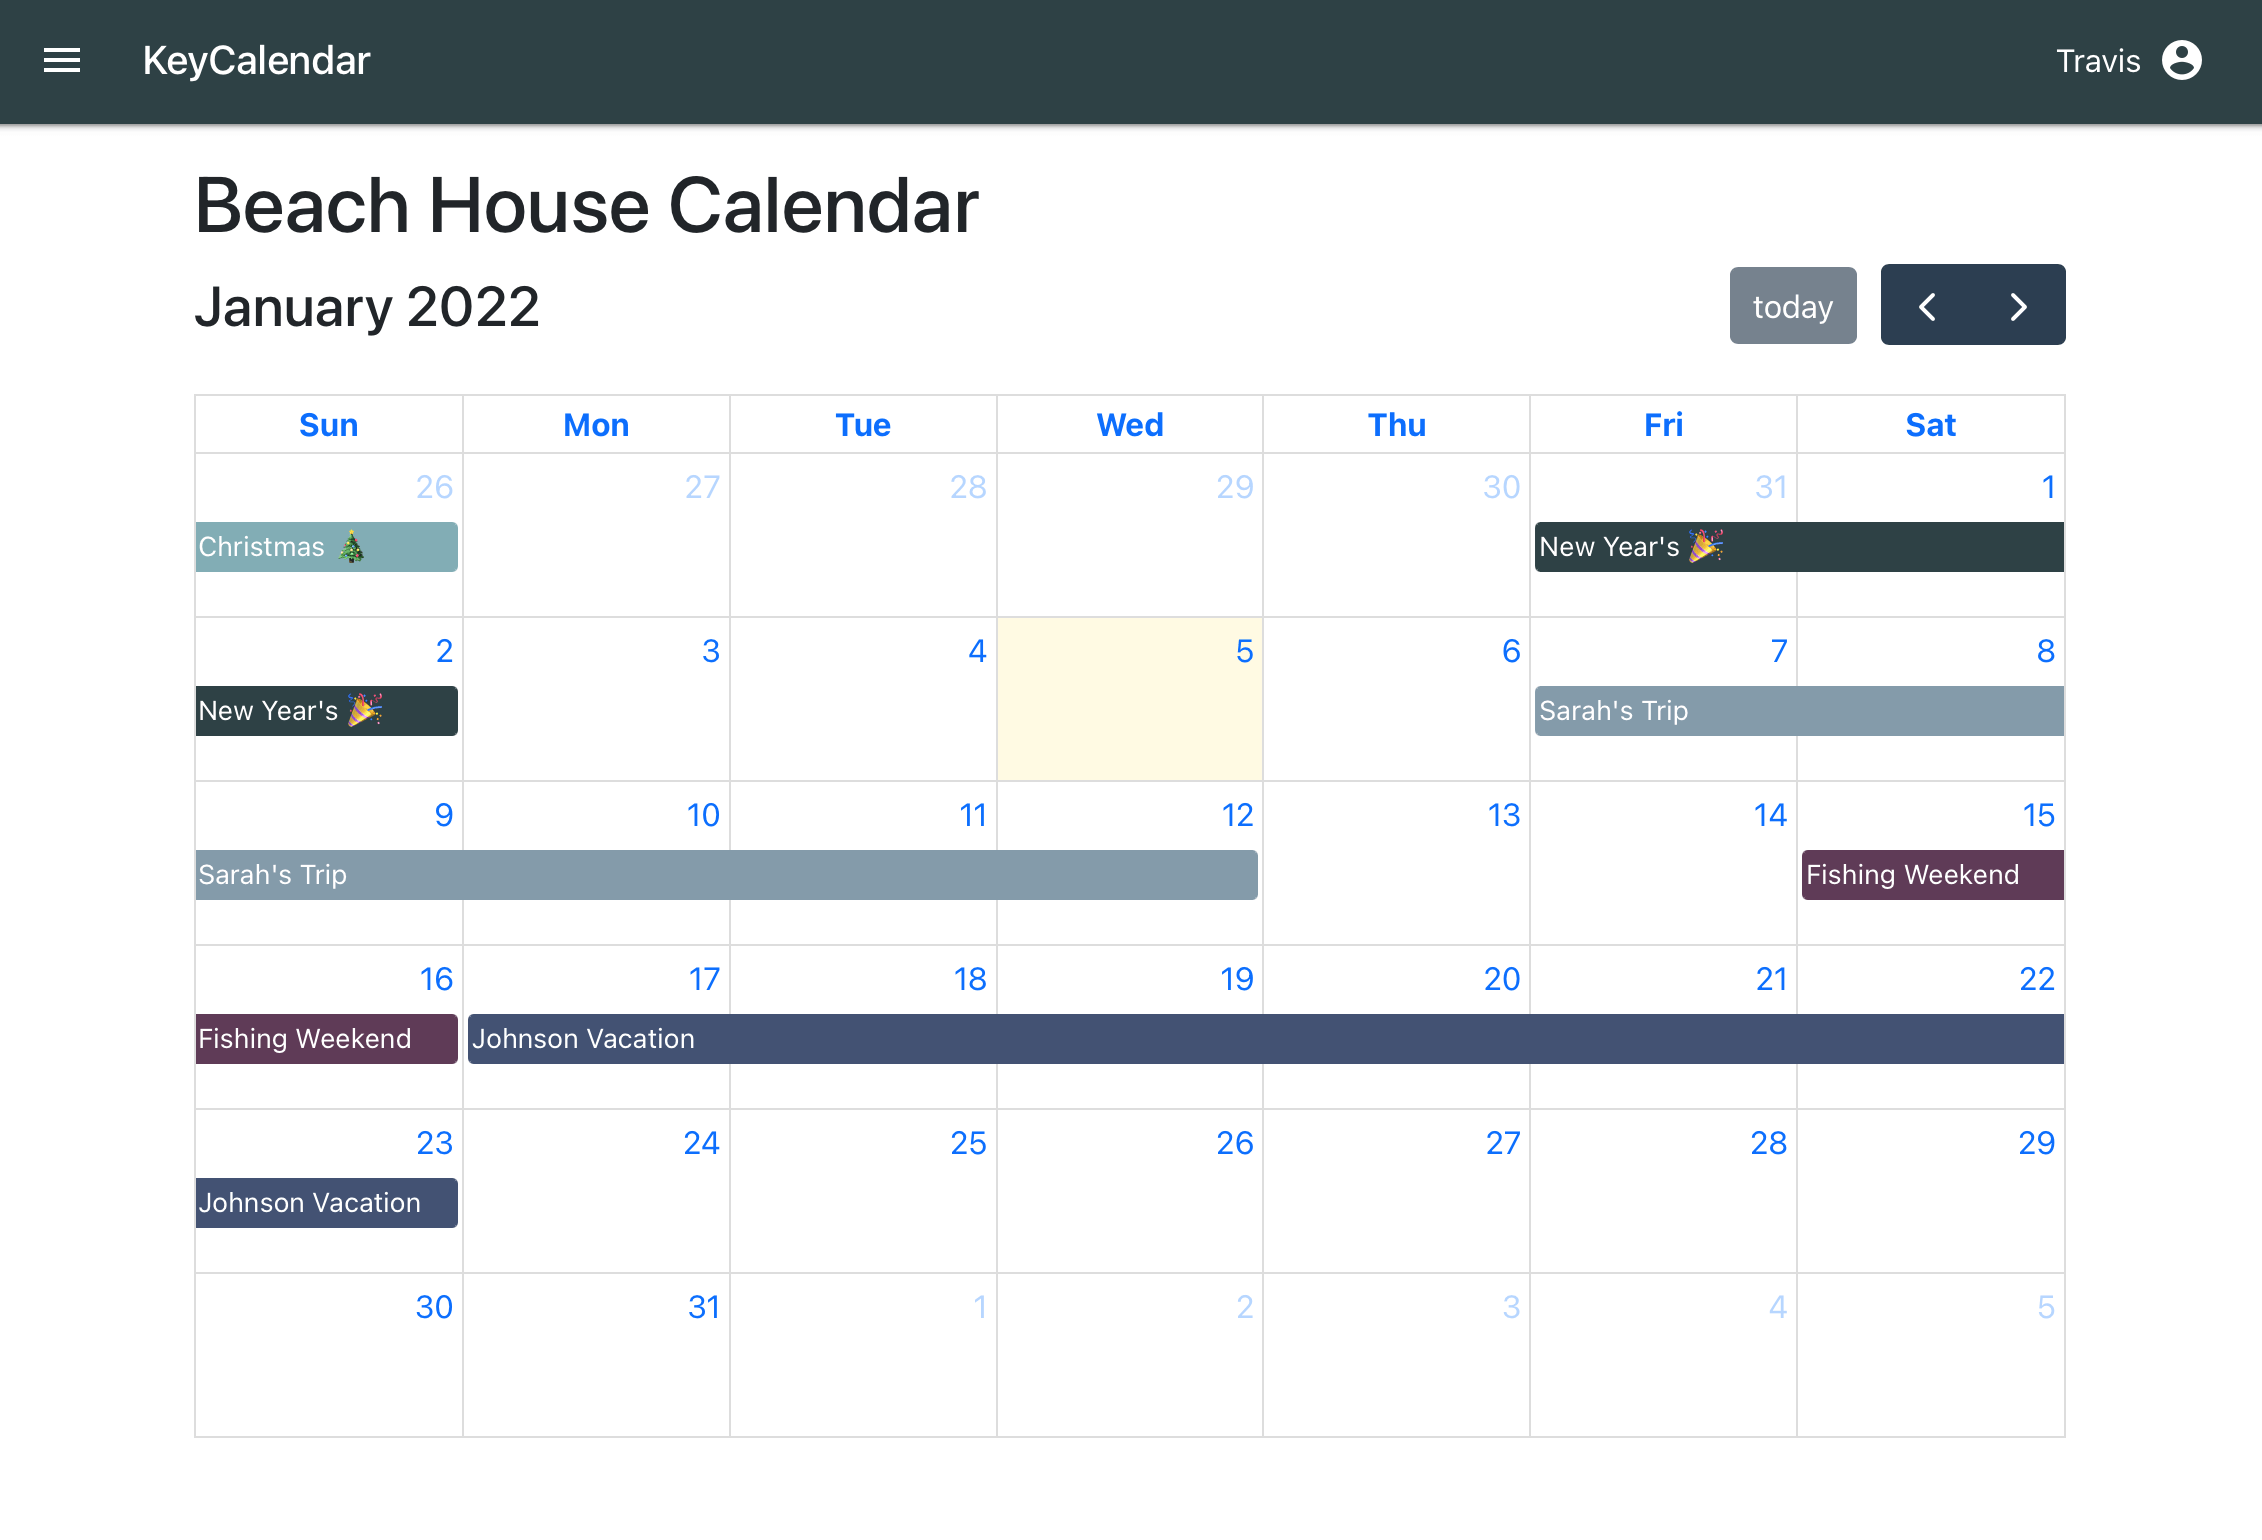 KeyCalendar Travis
Beach House Calendar
January 2022 today
Sun Mon Tue Wed Thu Fri Sat
26 27 28 29 30 31 1
Christmas 🎄 New Year's 🎉
2 3 4 5 6 7 8
New Year's 🎉 Sarah's Trip
9 10 11 12 13 14 15
Sarah's Trip Fishing Weekend
16 17 18 19 20 21 22
Fishing Weekend Johnson Vacation
23 24 25 26 27 28 29
Johnson Vacation
30 31 1 2 3 4 5